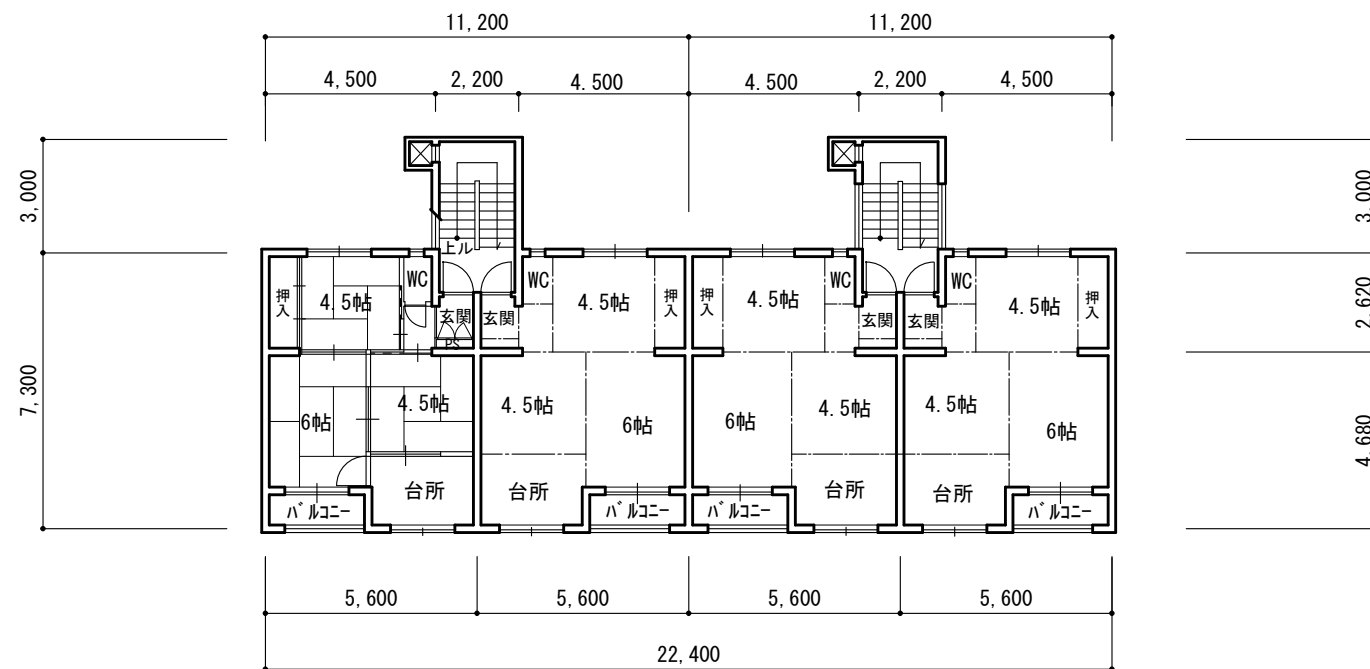 11,200
11,200
4,500
2,200
4.500
4.500
2,200
4,500
3,000
3,000
上ル
WC
WC
WC
WC
押入
4.5帖
4.5帖
押入
押入
4.5帖
4.5帖
押入
玄関
玄関
玄関
玄関
PS
2,620
7,300
6帖
4.5帖
4.5帖
6帖
6帖
4.5帖
4.5帖
6帖
4,680
台所
台所
台所
台所
バルコニー
バルコニー
バルコニー
バルコニー
5,600
5,600
5,600
5,600
22,400